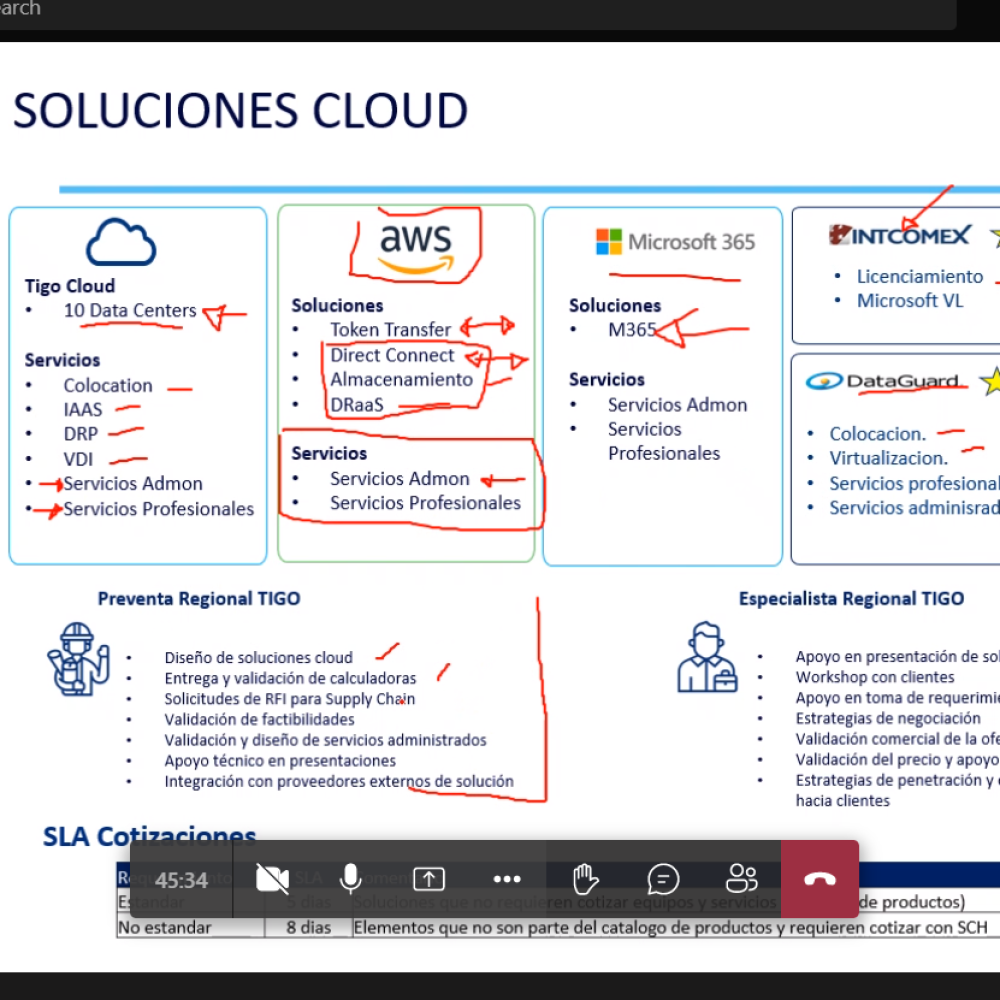 arch
SOLUCIONES CLOUD
Tigo Cloud
• 10 Data Centers
Servicios
• Colocation
• IAAS
• DRP
• VDI
• Servicios Admon
• Servicios Profesionales
aws
Soluciones
• Token Transfer
• Direct Connect
• Almacenamiento
• DRaaS
Servicios
• Servicios Admon
• Servicios Profesionales
Microsoft 365
Soluciones
• M365
Servicios
• Servicios Admon
• Servicios
Profesionales
INTCOMEX
• Licenciamiento
• Microsoft VL
DataGuard
• Colocacion.
• Virtualizacion.
• Servicios profesional
• Servicios adminisrad
Preventa Regional TIGO
• Diseño de soluciones cloud
• Entrega y validación de calculadoras
• Solicitudes de RFI para Supply Chain
• Validación de factibilidades
• Validación y diseño de servicios administrados
• Apoyo técnico en presentaciones
• Integración con proveedores externos de solución
Especialista Regional TIGO
• Apoyo en presentación de sol
• Workshop con clientes
• Apoyo en toma de requerimie
• Estrategias de negociación
• Validación comercial de la ofe
• Validación del precio y apoyo
• Estrategias de penetración y
hacia clientes
SLA Cotizaciones
45:34
SLA
Estandar 5 dias Soluciones que no requieren cotizar equipos y servicios de productos)
No estandar 8 dias Elementos que no son parte del catalogo de productos y requieren cotizar con SCH